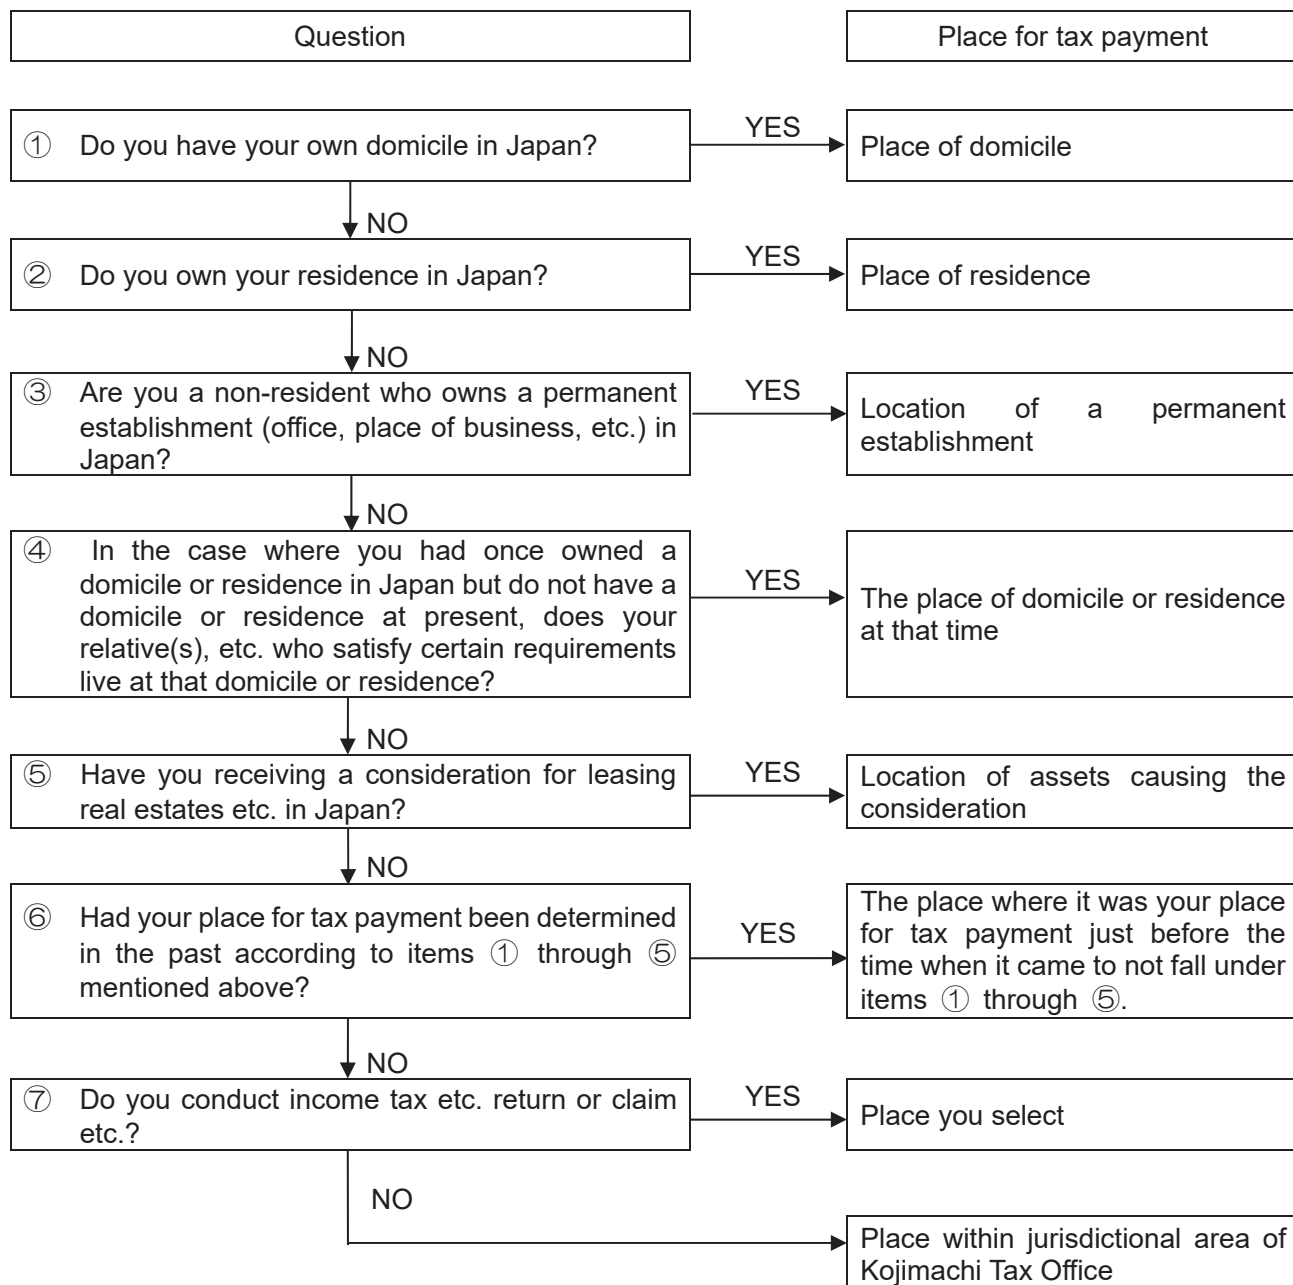 Question
Place for tax payment
① Do you have your own domicile in Japan?
YES
Place of domicile
NO
② Do you own your residence in Japan?
YES
Place of residence
NO
③ Are you a non-resident who owns a permanent
establishment (office, place of business, etc.) in
Japan?
YES
Location of a permanent
establishment
NO
④ In the case where you had once owned a
domicile or residence in Japan but do not have a
domicile or residence at present, does your
relative(s), etc. who satisfy certain requirements
live at that domicile or residence?
YES
The place of domicile or residence
at that time
NO
⑤ Have you receiving a consideration for leasing
real estates etc. in Japan?
YES
Location of assets causing the
consideration
NO
⑥ Had your place for tax payment been determined
in the past according to items ① through ⑤
mentioned above?
YES
The place where it was your place
for tax payment just before the
time when it came to not fall under
items ① through ⑤.
NO
⑦ Do you conduct income tax etc. return or claim
etc.?
YES
Place you select
NO
Place within jurisdictional area of
Kojimachi Tax Office